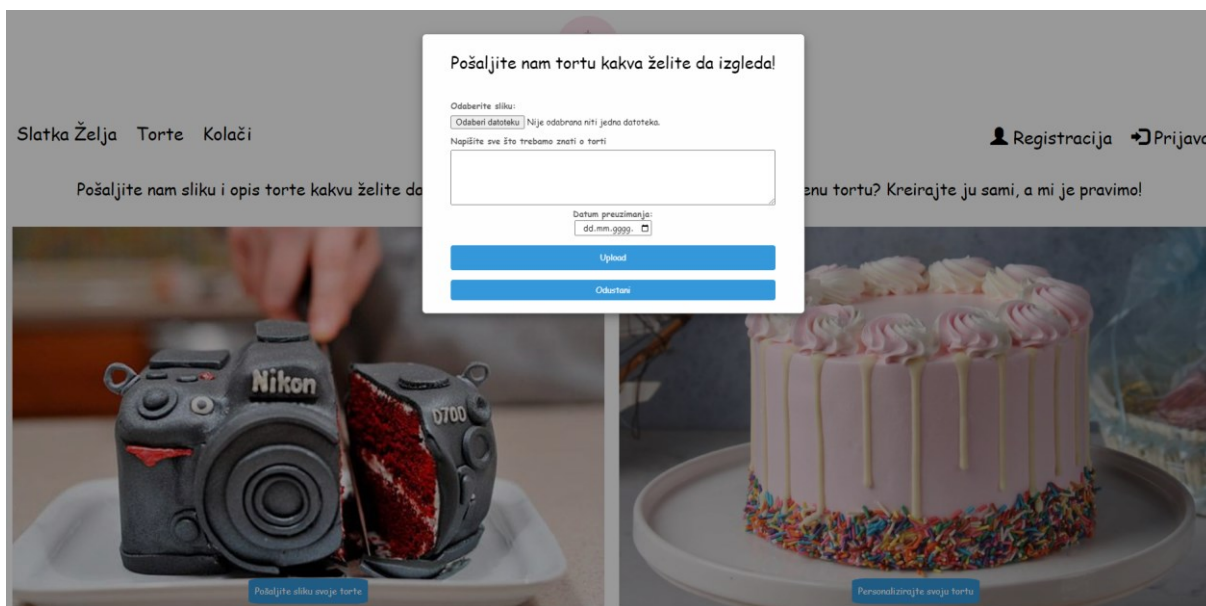 Pošaljite nam tortu kakva želite da izgleda!
Odaberite sliku:
Odaberi datoteku Nije odabrana niti jedna datoteka.
Napišite sve što trebamo znati o torti
Datum preuzimanja:
dd.mm.gggg.
Upload
Odustani
Slatka Želja Torte Kolači
Registracija Prijava
Pošaljite nam sliku i opis torte kakvu želite da
enu tortu? Kreirajte ju sami, a mi je pravimo!
Nikon
D700
Pošaljite sliku svoje torte
Personalizirajte svoju tortu